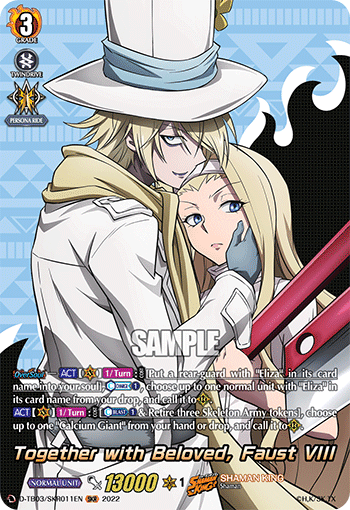 3
GRADE
TWINDRIVE
PERSONA RIDE
SAMPLE
OverSoul ACT 1/Turn : Put a rear-guard with "Eliza" in its card
name into your soul, 1, choose up to one normal unit with "Eliza" in
its card name from your drop, and call it to
ACT 1/Turn : BLAST 1 & Retire three Skeleton Army tokens, choose
up to one "Calcium Giant" from your hand or drop, and call it to
Together with Beloved, Faust VIII
NORMAL UNIT 13000 1 SHAMAN KING SHAMAN KING
Shaman
D-TB03/SKR011EN 2022 ©H.K/SK.TX